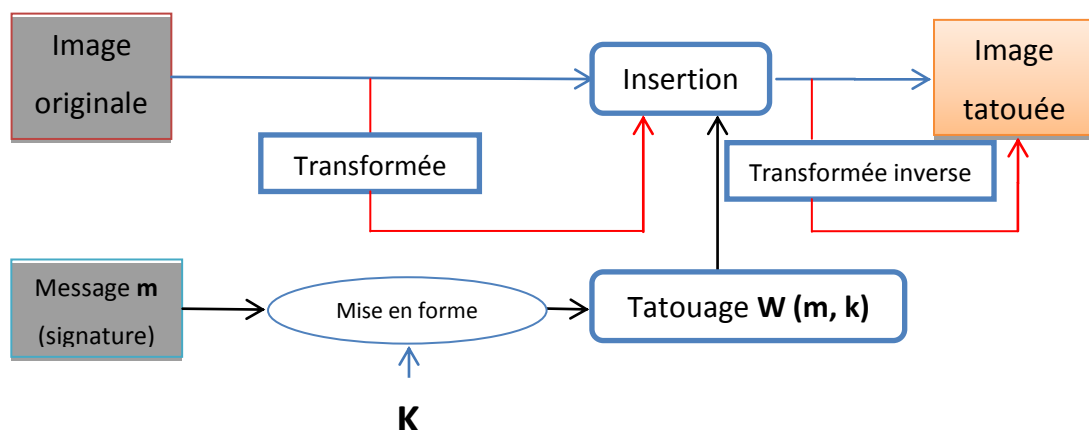 Image
originale
Insertion
Image
tatouée
Transformée
Transformée inverse
Message m
(signature)
Mise en forme
Tatouage W (m, k)
K